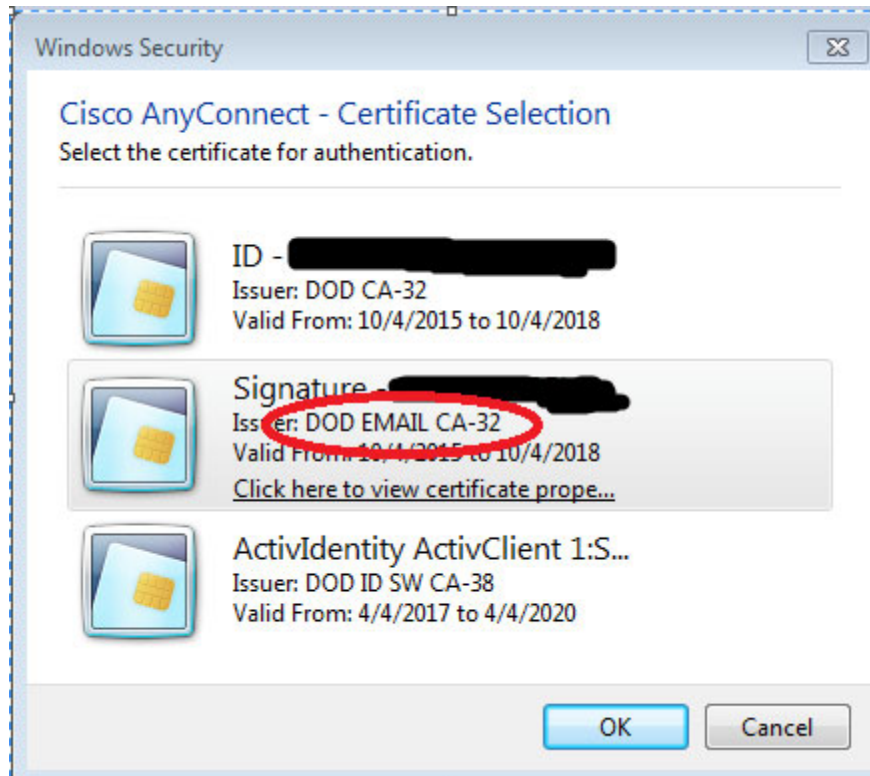 Windows Security
Cisco AnyConnect - Certificate Selection
Select the certificate for authentication.
ID -
Issuer: DOD CA-32
Valid From: 10/4/2015 to 10/4/2018
Signature -
Issuer: DOD EMAIL CA-32
Valid From: 10/4/2015 to 10/4/2018
Click here to view certificate prope...
ActivIdentity ActivClient 1:S...
Issuer: DOD ID SW CA-38
Valid From: 4/4/2017 to 4/4/2020
OK
Cancel